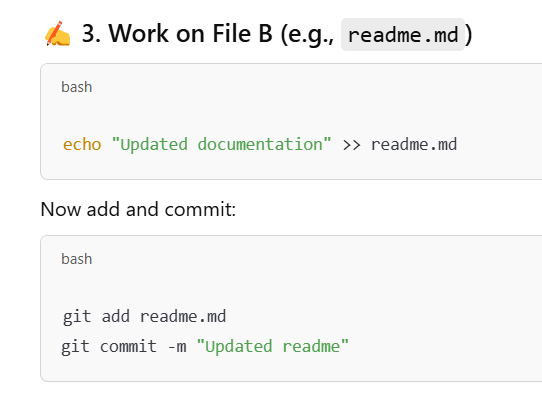 ✍️ 3. Work on File B (e.g., readme.md)
bash
echo "Updated documentation" >> readme.md
Now add and commit:
bash
git add readme.md
git commit -m "Updated readme"